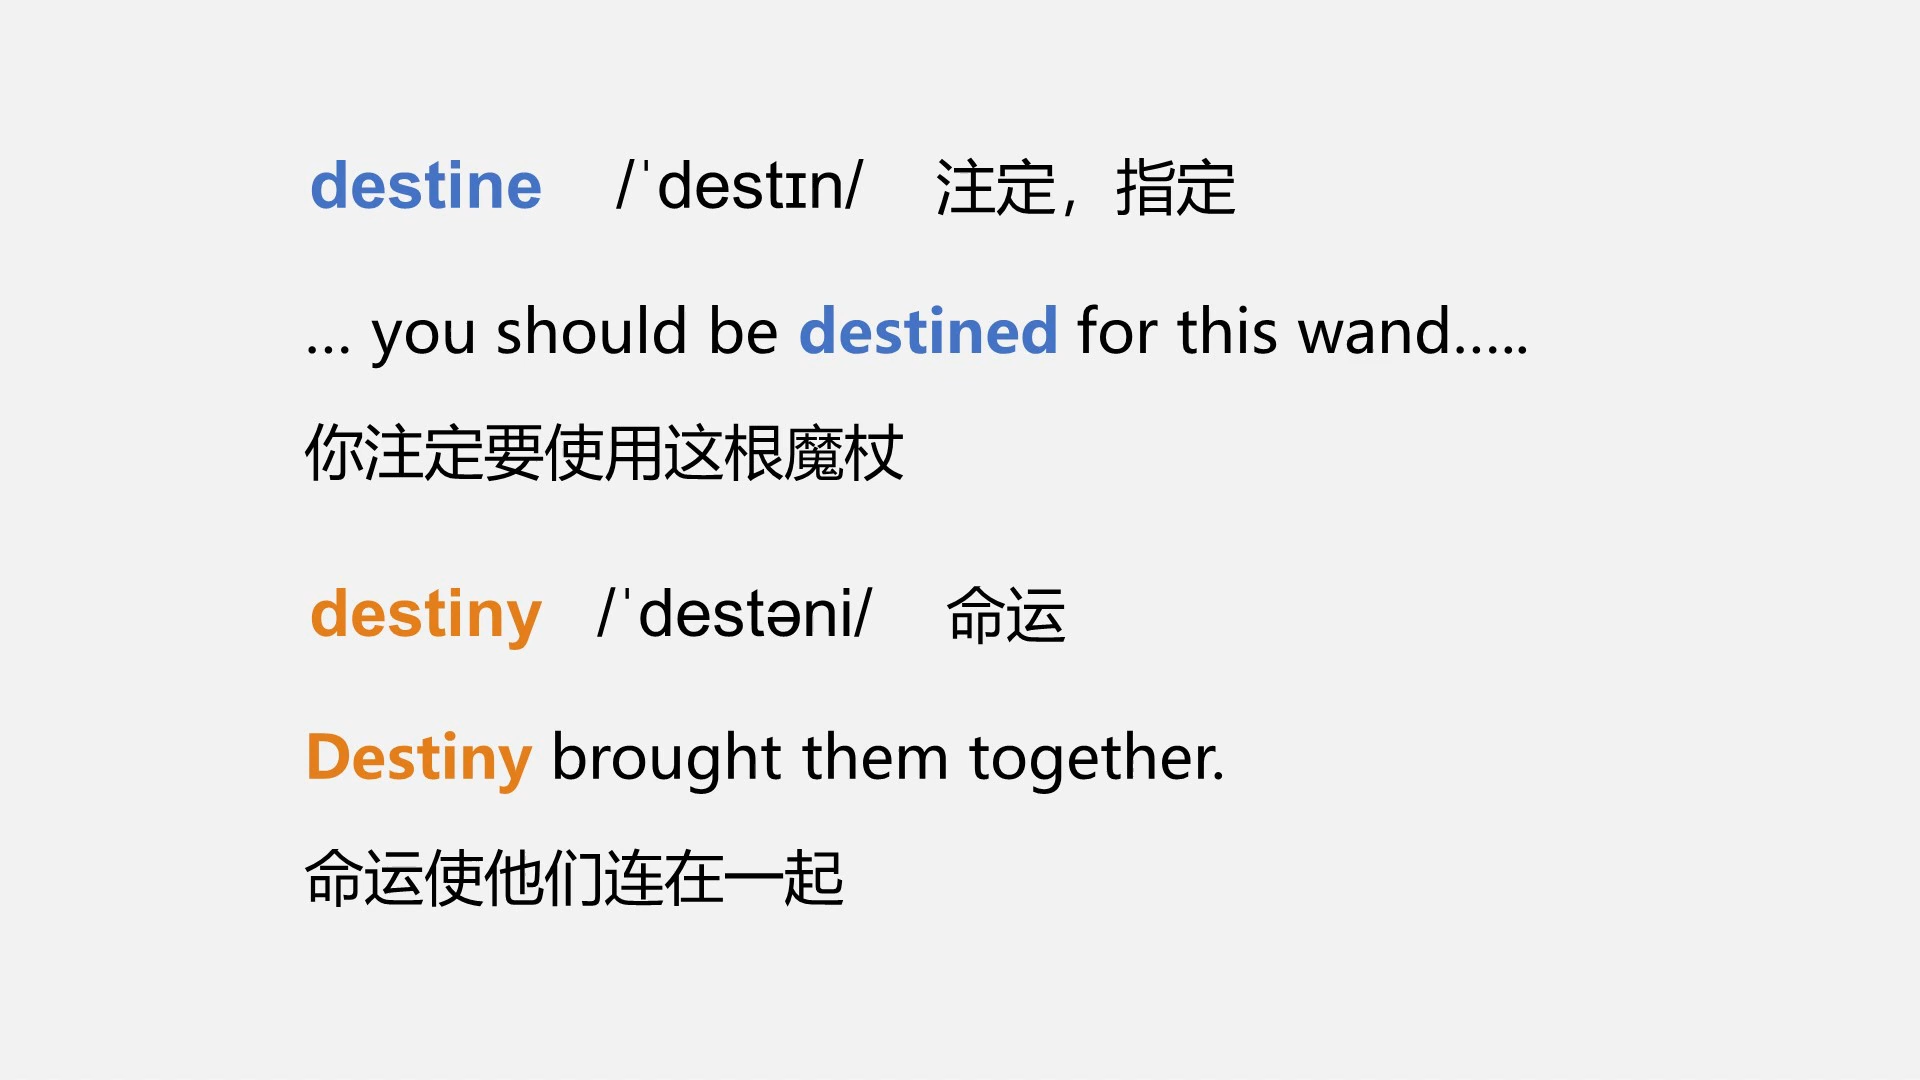 destine /ˈdestɪn/ 注定，指定
… you should be destined for this wand…..
你注定要使用这根魔杖
destiny /ˈdestəni/ 命运
Destiny brought them together.
命运使他们连在一起